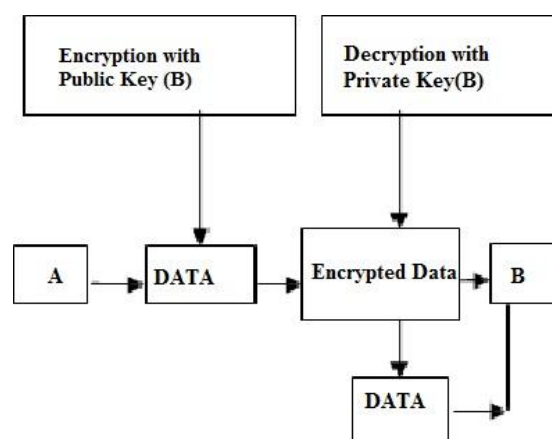 Encryption with
Public Key (B)
Decryption with
Private Key(B)
A
DATA
Encrypted Data
B
DATA